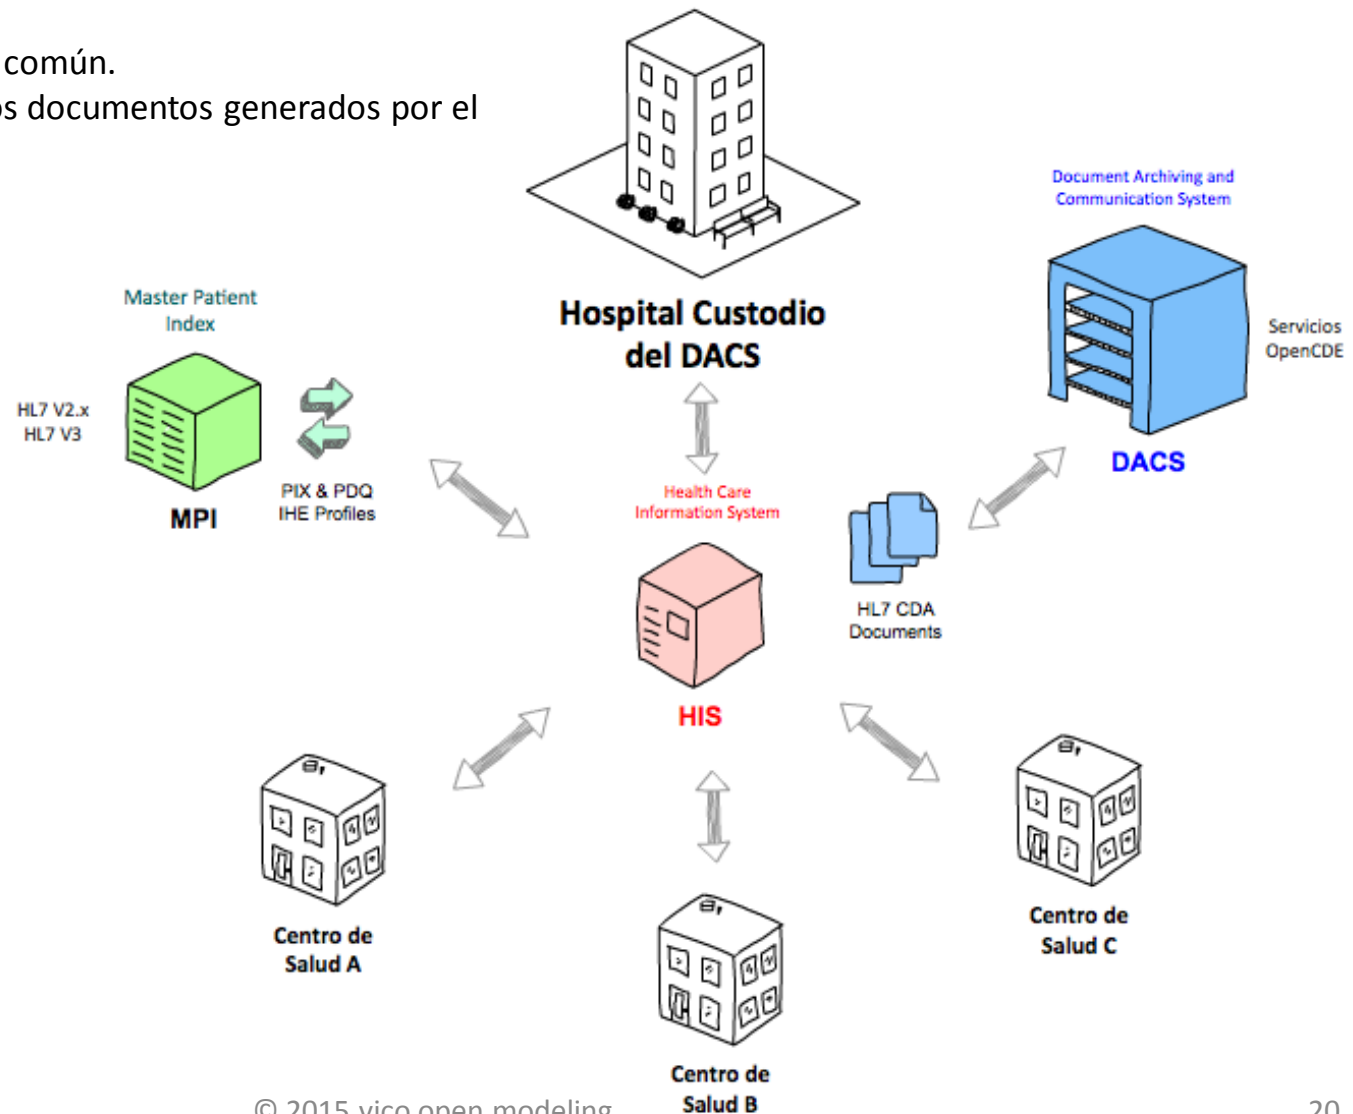 común.
os documentos generados por el
Document Archiving and
Communication System
Master Patient
Index
Hospital Custodio
del DACS
Servicios
OpenCDE
HL7 V2.x
HL7 V3
DACS
PIX & PDQ
IHE Profiles
MPI
Health Care
Information System
HL7 CDA
Documents
HIS
Centro de
Salud A
Centro de
Salud C
Centro de
Salud B
© 2015 vico open modeling
20